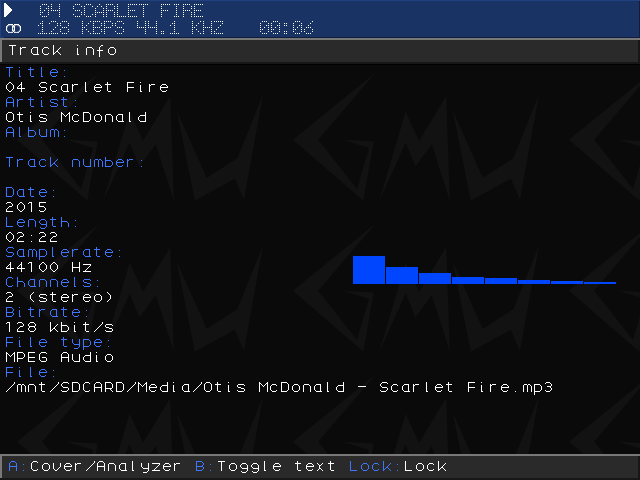 04 SCARLET FIRE
128 KBPS 44.1 KHZ 00:06
Track info
Title:
04 Scarlet Fire
Artist:
Otis McDonald
Album:
Track number:
Date:
2015
Length:
02:22
Samplerate:
44100 Hz
Channels:
2 (stereo)
Bitrate:
128 kbit/s
File type:
MPEG Audio
File:
/mnt/SDCARD/Media/Otis McDonald - Scarlet Fire.mp3
A:Cover/Analyzer B:Toggle text Lock:Lock